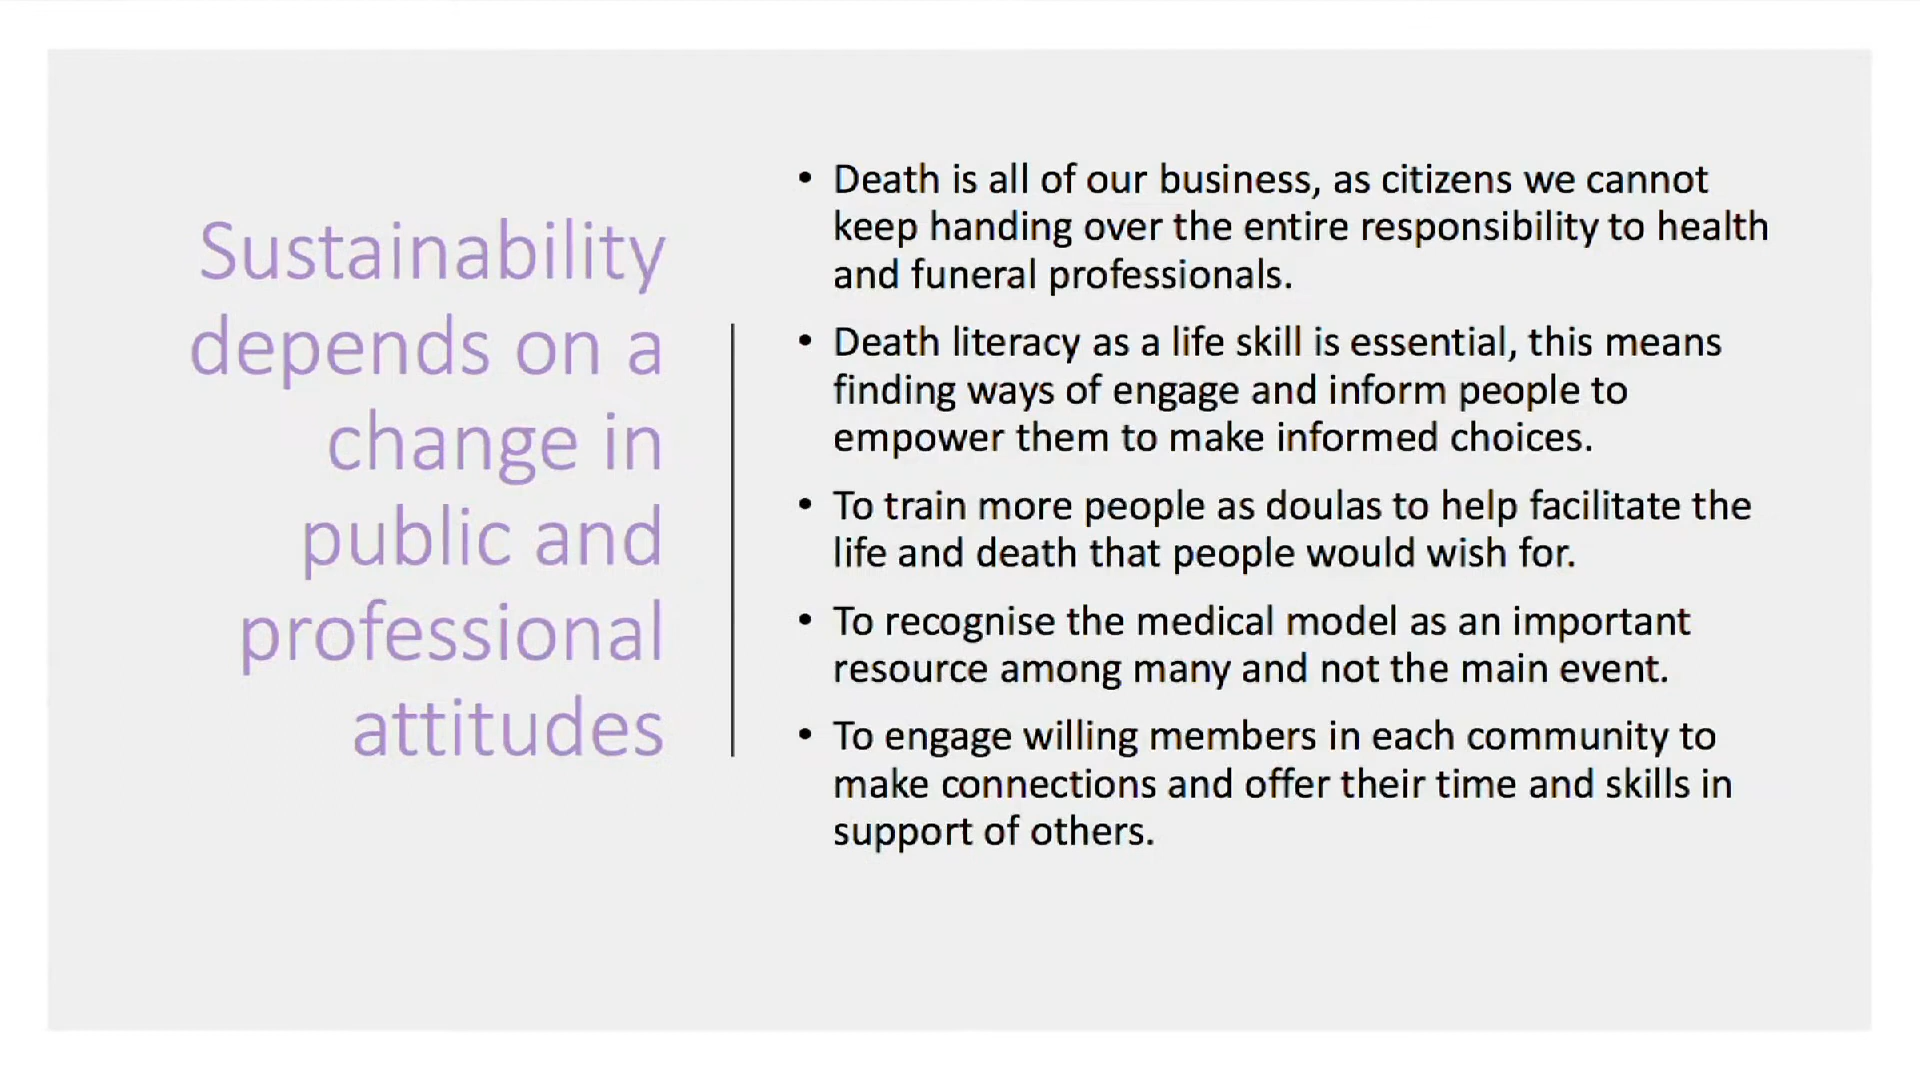 Sustainability
depends on a
change in
public and
professional
attitudes
• Death is all of our business, as citizens we cannot
keep handing over the entire responsibility to health
and funeral professionals.
• Death literacy as a life skill is essential, this means
finding ways of engage and inform people to
empower them to make informed choices.
• To train more people as doulas to help facilitate the
life and death that people would wish for.
• To recognise the medical model as an important
resource among many and not the main event.
• To engage willing members in each community to
make connections and offer their time and skills in
support of others.